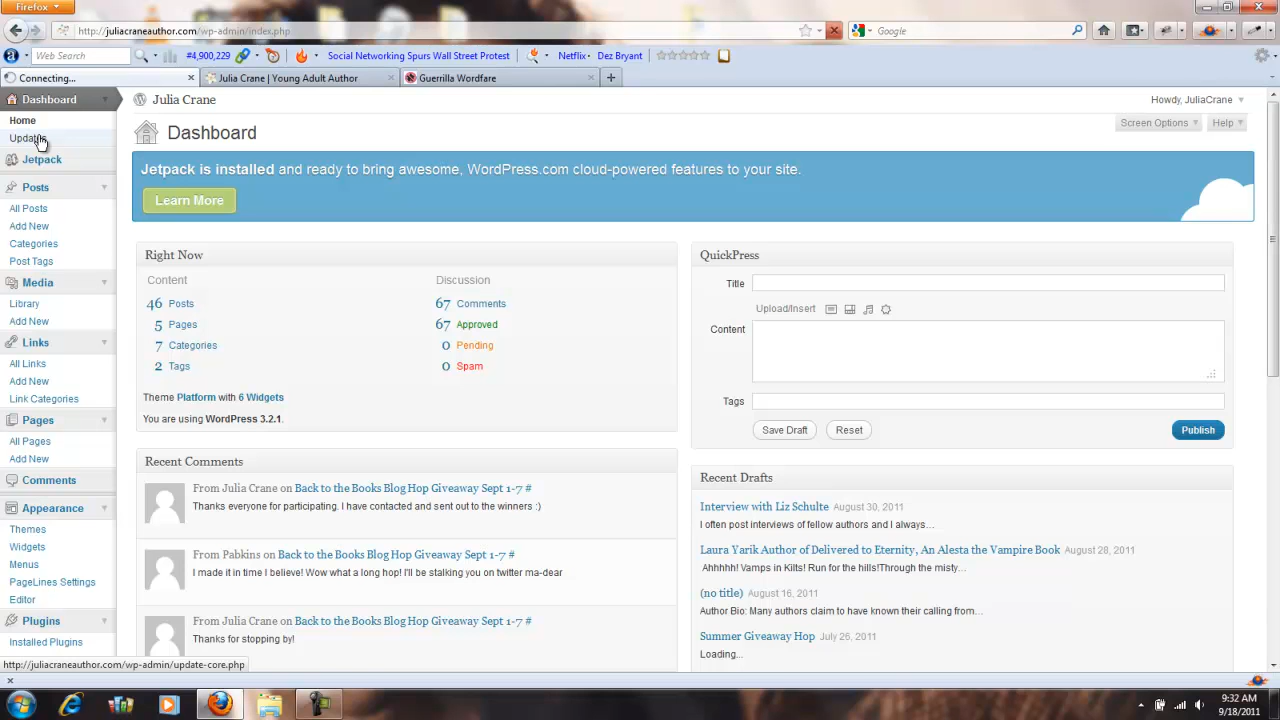 Firefox
http://juliacraneauthor.com/wp-admin/index.php
Google
Web Search
#4,900,229
Social Networking Spurs Wall Street Protest
Netflix
Dez Bryant
Connecting...
Julia Crane | Young Adult Author
Guerrilla Wordfare
Dashboard
Home
Updates
Jetpack
Posts
All Posts
Add New
Categories
Post Tags
Media
Library
Add New
Links
All Links
Add New
Link Categories
Pages
All Pages
Add New
Comments
Appearance
Themes
Widgets
Menus
PageLines Settings
Editor
Plugins
Installed Plugins
Julia Crane
Howdy, JuliaCrane
Dashboard
Screen Options
Help
Jetpack is installed and ready to bring awesome, WordPress.com cloud-powered features to your site.
Learn More
Right Now
Content
46 Posts
5 Pages
7 Categories
2 Tags
Discussion
67 Comments
67 Approved
0 Pending
0 Spam
Theme Platform with 6 Widgets
You are using WordPress 3.2.1.
Recent Comments
From Julia Crane on Back to the Books Blog Hop Giveaway Sept 1-7 #
Thanks everyone for participating. I have contacted and sent out to the winners :)
From Pabkins on Back to the Books Blog Hop Giveaway Sept 1-7 #
I made it in time I believe! Wow what a long hop! I'll be stalking you on twitter ma-dear
From Julia Crane on Back to the Books Blog Hop Giveaway Sept 1-7 #
Thanks for stopping by!
QuickPress
Title
Upload/Insert
Content
Tags
Save Draft
Reset
Publish
Recent Drafts
Interview with Liz Schulte August 30, 2011
I often post interviews of fellow authors and I always…
Laura Yarik Author of Delivered to Eternity, An Alesta the Vampire Book August 28, 2011
Ahhhhh! Vamps in Kilts! Run for the hills!Through the misty…
(no title) August 16, 2011
Author Bio: Many authors claim to have known their calling from…
Summer Giveaway Hop July 26, 2011
Loading...
http://juliacraneauthor.com/wp-admin/update-core.php
9:32 AM
9/18/2011